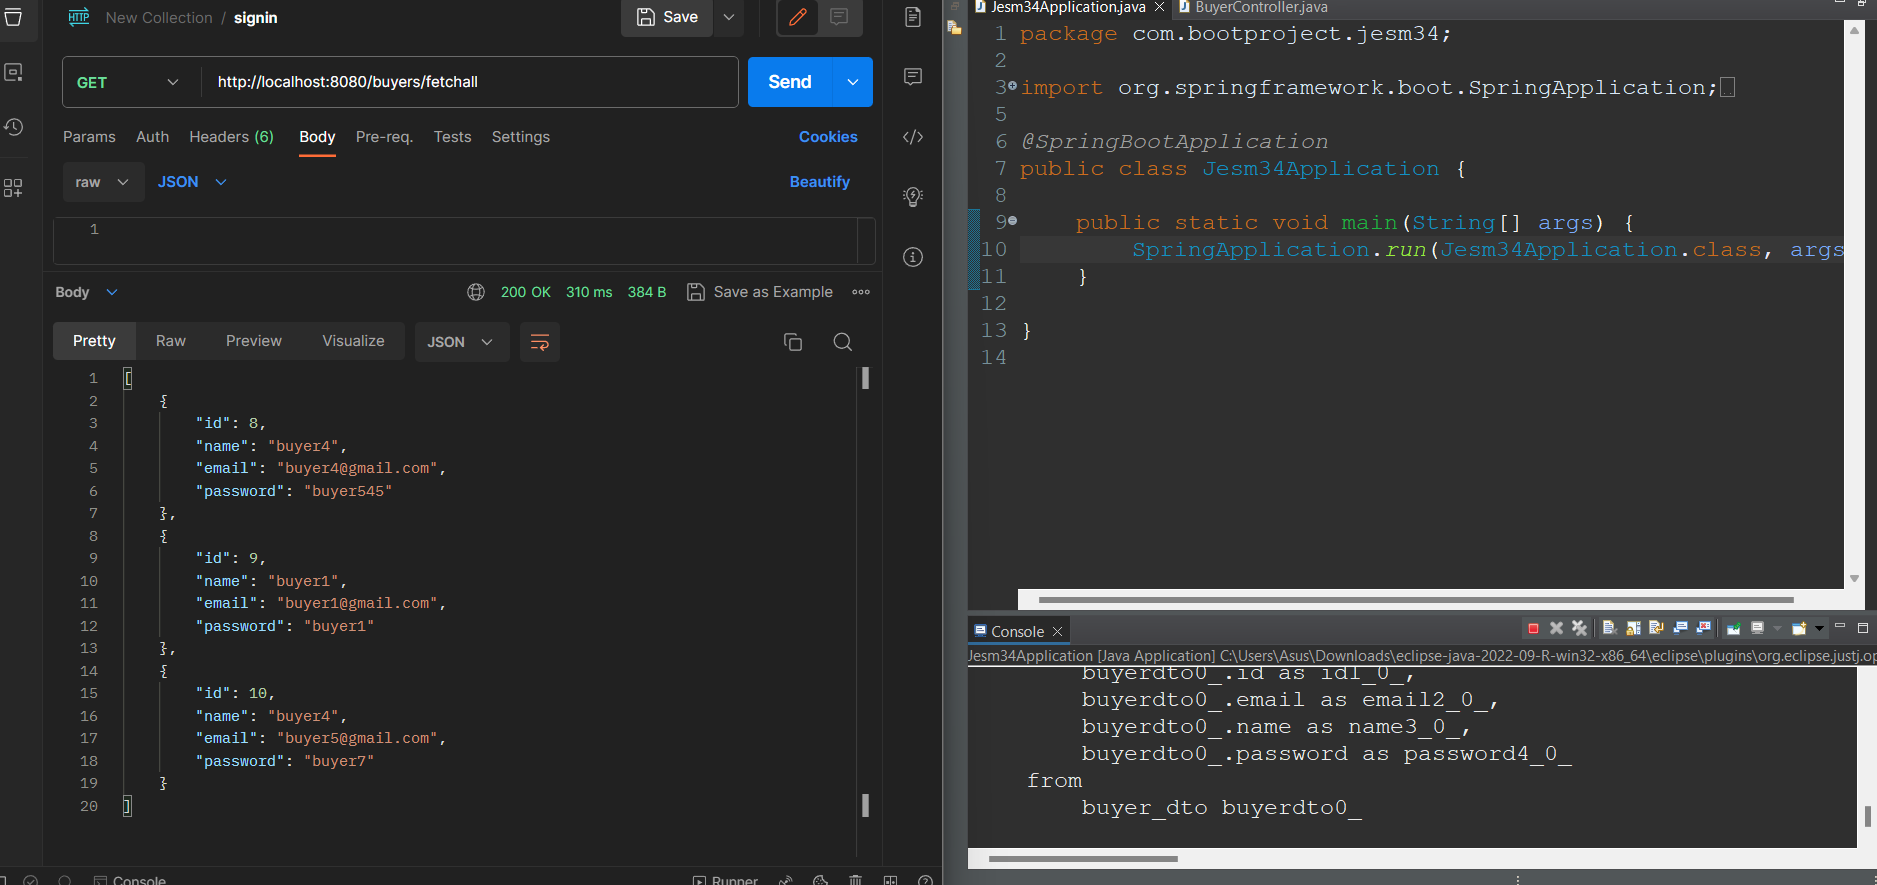 HTTP New Collection / signin
Save
GET http://localhost:8080/buyers/fetchall Send
Params Auth Headers (6) Body Pre-req. Tests Settings Cookies
raw JSON Beautify
1
Body 200 OK 310 ms 384 B Save as Example
Pretty Raw Preview Visualize JSON
1 [
2 {
3 "id": 8,
4 "name": "buyer4",
5 "email": "buyer4@gmail.com",
6 "password": "buyer545"
7 },
8 {
9 "id": 9,
10 "name": "buyer1",
11 "email": "buyer1@gmail.com",
12 "password": "buyer1"
13 },
14 {
15 "id": 10,
16 "name": "buyer4",
17 "email": "buyer5@gmail.com",
18 "password": "buyer7"
19 }
20 ]
Console Runner
Jesm34Application.java BuyerController.java
1 package com.bootproject.jesm34;
2
3 import org.springframework.boot.SpringApplication;
5
6 @SpringBootApplication
7 public class Jesm34Application {
8
9 public static void main(String[] args) {
10 SpringApplication.run(Jesm34Application.class, args
11 }
12
13 }
14
Console
Jesm34Application [Java Application] C:\Users\Asus\Downloads\eclipse-java-2022-09-R-win32-x86_64\eclipse\plugins\org.eclipse.justj.op
buyerdto0_.id as id1_0_,
buyerdto0_.email as email2_0_,
buyerdto0_.name as name3_0_,
buyerdto0_.password as password4_0_
from
buyer_dto buyerdto0_